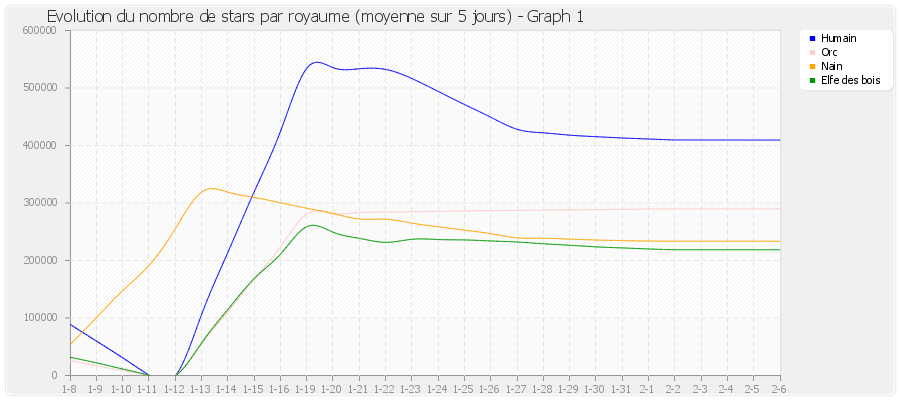 Evolution du nombre de stars par royaume (moyenne sur 5 jours) - Graph 1
600000
500000
400000
300000
200000
100000
0
1-8 1-9 1-10 1-11 1-12 1-13 1-14 1-15 1-16 1-19 1-20 1-21 1-22 1-23 1-24 1-25 1-26 1-27 1-28 1-29 1-30 1-31 2-1 2-2 2-3 2-4 2-5 2-6
Humain
Orc
Nain
Elfe des bois